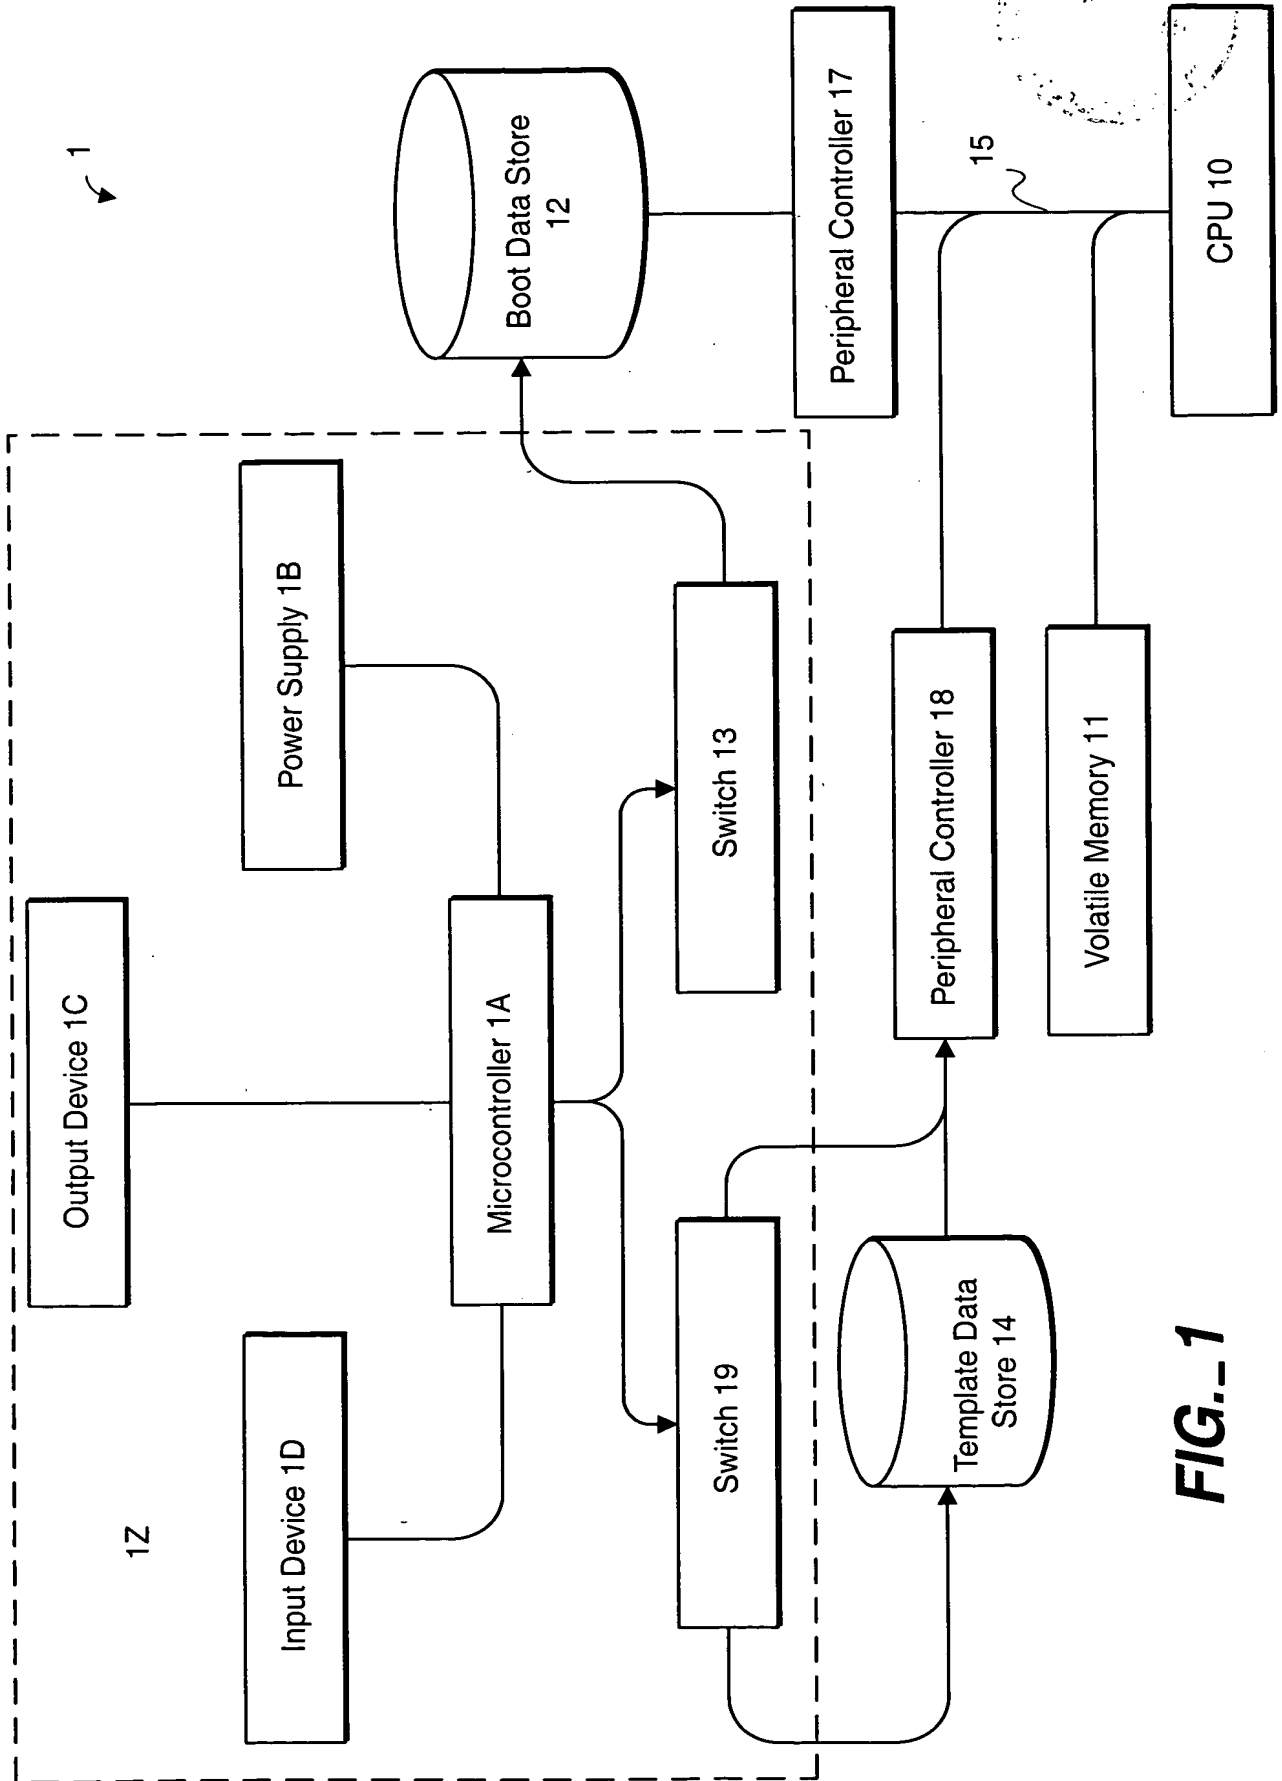 1
Output Device 1C
1Z
Input Device 1D
Power Supply 1B
Microcontroller 1A
Boot Data Store
12
Switch 19
Switch 13
Peripheral Controller 17
Template Data
Store 14
Peripheral Controller 18
15
Volatile Memory 11
CPU 10
FIG._1